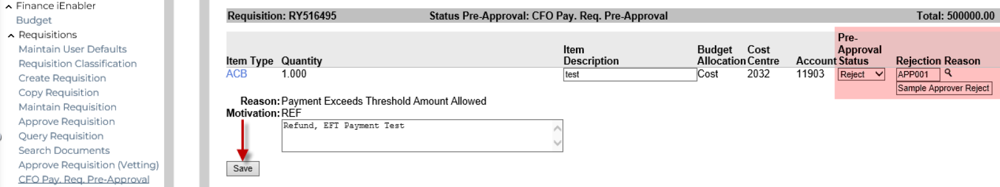 Finance iEnabler
Budget
Requisitions
Maintain User Defaults
Requisition Classification
Create Requisition
Copy Requisition
Maintain Requisition
Approve Requisition
Query Requisition
Search Documents
Approve Requisition (Vetting)
CFO Pay. Req. Pre-Approval
Requisition: RY516495 Status Pre-Approval: CFO Pay. Req. Pre-Approval Total: 500000.00
Pre-
Item Budget Cost Approval
Item Type Quantity Description Allocation Centre Account Status Rejection Reason
ACB 1.000 test Cost 2032 11903 Reject APP001
Sample Approver Reject
Reason: Payment Exceeds Threshold Amount Allowed
Motivation: REF
Refund, EFT Payment Test
Save